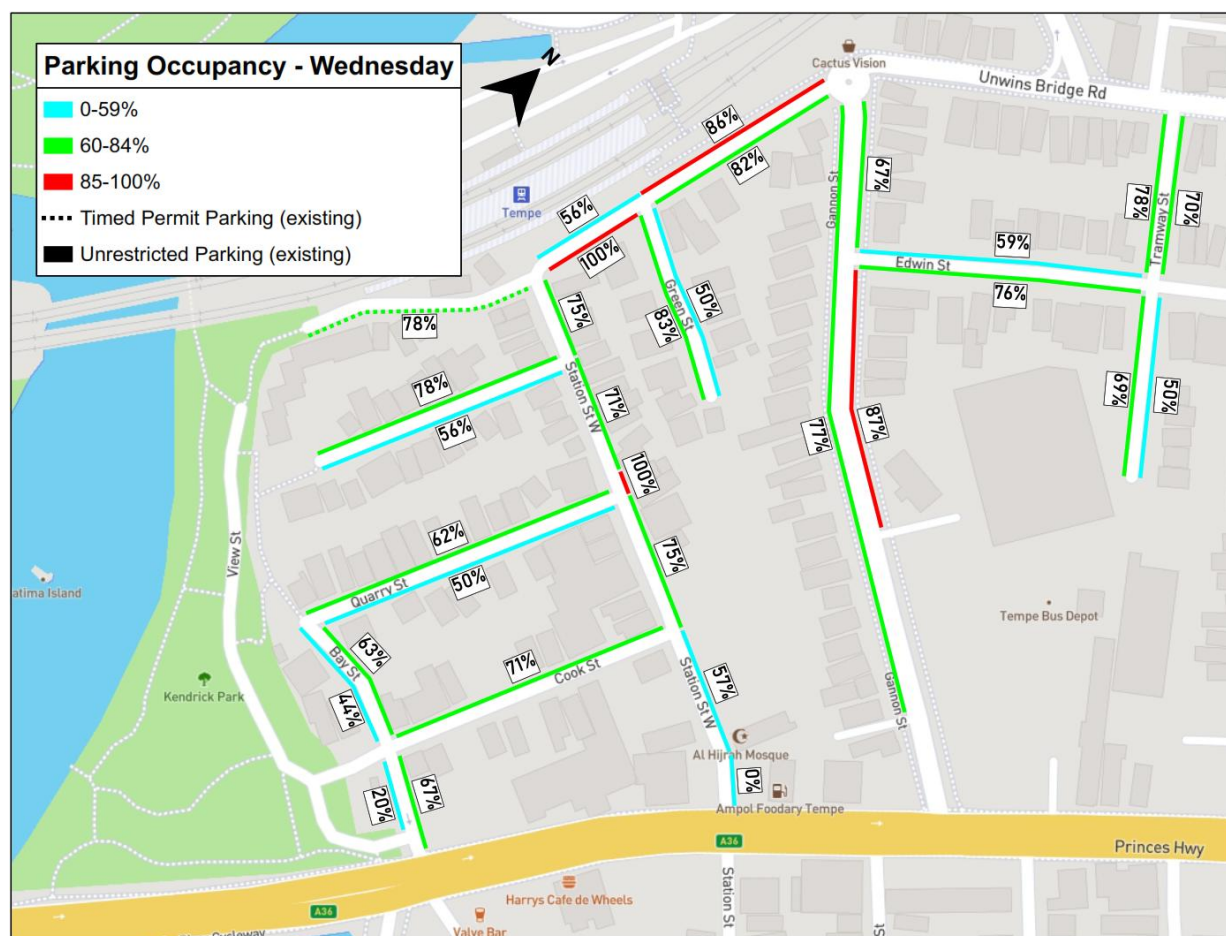 Parking Occupancy - Wednesday
0-59%
60-84%
85-100%
Timed Permit Parking (existing)
Unrestricted Parking (existing)
N
Cactus Vision
Unwins Bridge Rd
86%
82%
Tempe
56%
100%
Gannon St
67%
78%
70%
Tramway St
59%
Edwin St
76%
75%
Green St
50%
83%
78%
78%
56%
Station St W
71%
100%
77%
87%
69%
50%
62%
Quarry St
50%
75%
View St
atima Island
Tempe Bus Depot
Bay St
63%
44%
71%
Cook St
Kendrick Park
57%
Station St W
Gannon St
Al Hijrah Mosque
0%
Ampol Foodary Tempe
20%
67%
A36
Princes Hwy
Harrys Cafe de Wheels
A36
Valve Bar
Station St